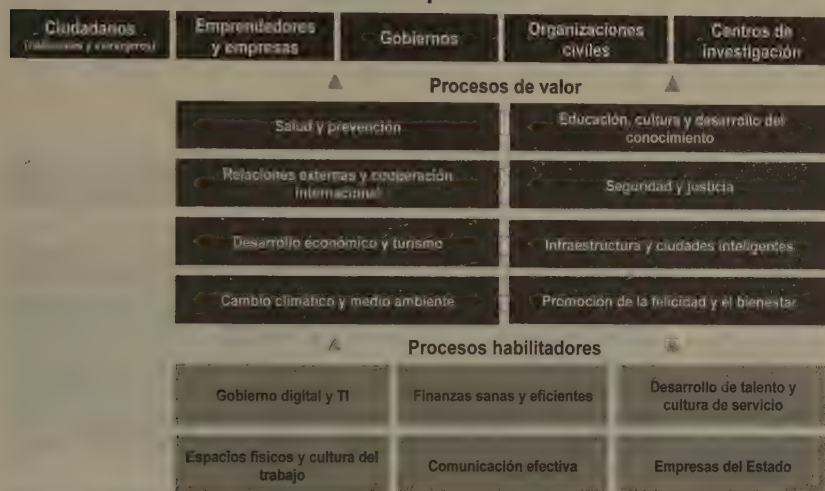 Ciudadanos
Emprendedores
y empresas
Gobiernos
Organizaciones
civiles
Centros de
investigación
Procesos de valor
Salud y prevención
Educación, cultura y desarrollo del
conocimiento
Relaciones externas y cooperación
internacional
Seguridad y justicia
Desarrollo económico y turismo
Infraestructura y ciudades inteligentes
Cambio climático y medio ambiente
Promoción de la felicidad y el bienestar
Procesos habilitadores
Gobierno digital y TI
Finanzas sanas y eficientes
Desarrollo de talento y
cultura de servicio
Espacios físicos y cultura del
trabajo
Comunicación efectiva
Empresas del Estado